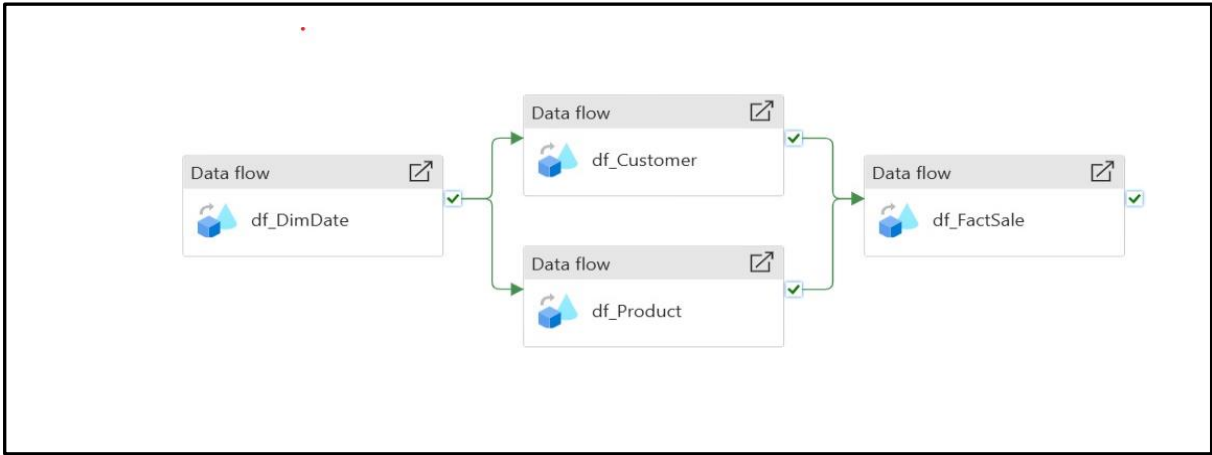 Data flow
df_DimDate
Data flow
df_Customer
Data flow
df_Product
Data flow
df_FactSale